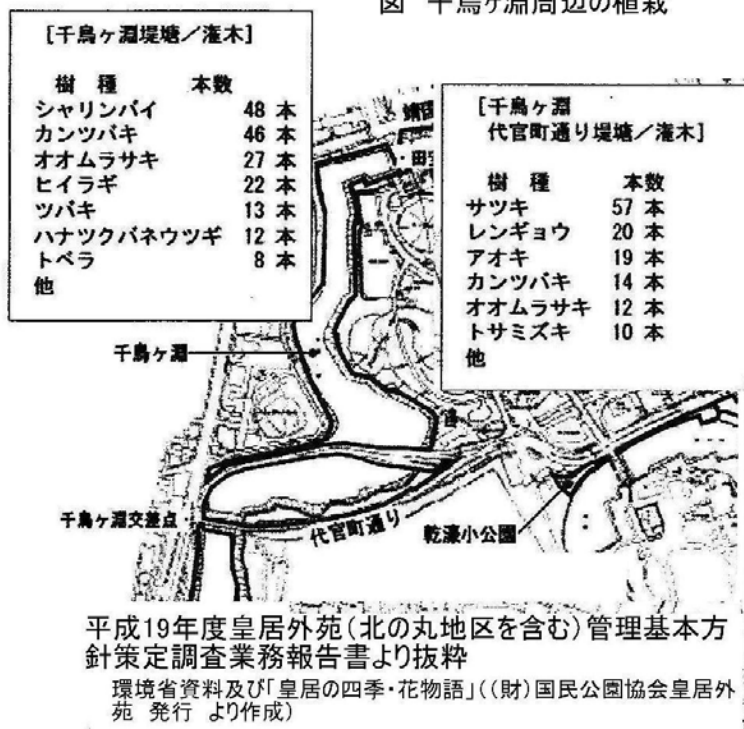 図 千鳥ヶ淵周辺の植栽
[千鳥ヶ淵堤塘／灌木]
樹 種 本数
シャリンバイ 48 本
カンツバキ 46 本
オオムラサキ 27 本
ヒイラギ 22 本
ツバキ 13 本
ハナツクバネウツギ 12 本
トベラ 8 本
他
[千鳥ヶ淵
代官町通り堤塘／灌木]
樹 種 本数
サツキ 57 本
レンギョウ 20 本
アオキ 19 本
カンツバキ 14 本
オオムラサキ 12 本
トサミズキ 10 本
他
千鳥ヶ淵
千鳥ヶ淵交差点
代官町通り
乾濠小公園
平成19年度皇居外苑（北の丸地区を含む）管理基本方
針策定調査業務報告書より抜粋
環境省資料及び「皇居の四季・花物語」（（財）国民公園協会皇居外
苑 発行 より作成）